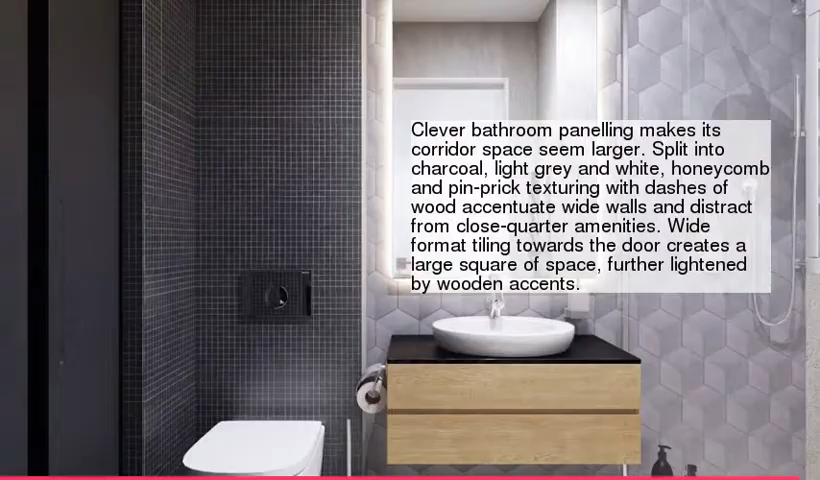 Clever bathroom panelling makes its
corridor space seem larger. Split into
charcoal, light grey and white, honeycomb
and pin-prick texturing with dashes of
wood accentuate wide walls and distract
from close-quarter amenities. Wide
format tiling towards the door creates a
large square of space, further lightened
by wooden accents.